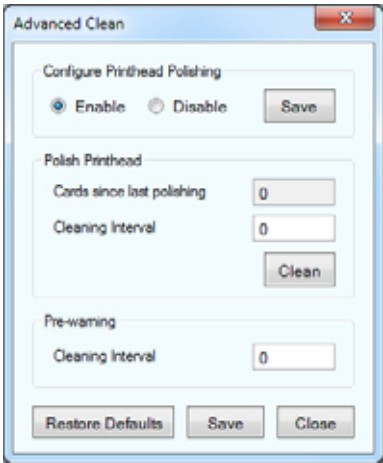 Advanced Clean
Configure Printhead Polishing
Enable Disable Save
Polish Printhead
Cards since last polishing 0
Cleaning Interval 0
Clean
Pre-warning
Cleaning Interval 0
Restore Defaults Save Close